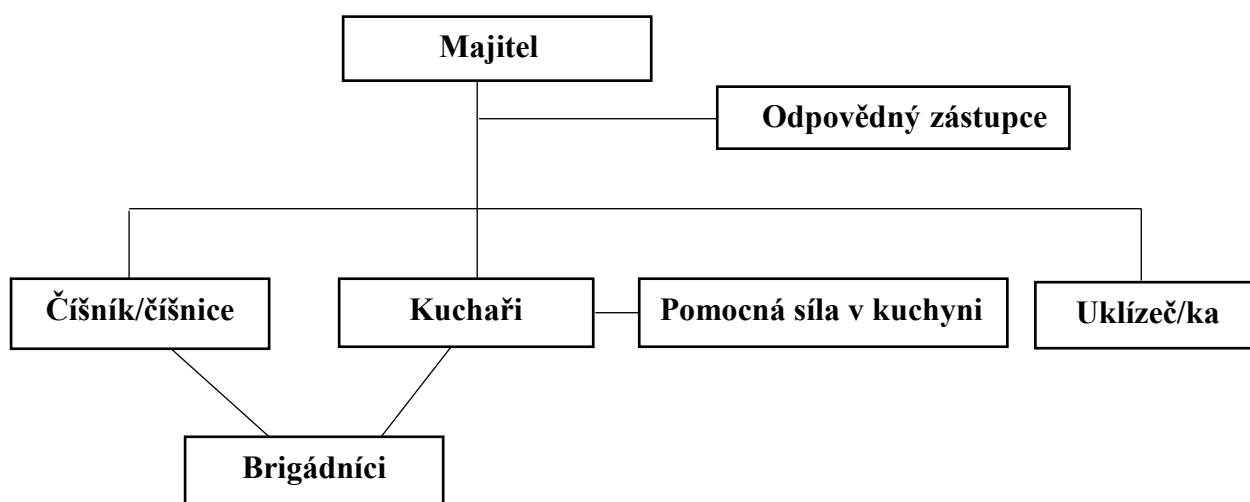 Majitel
Odpovědný zástupce
Číšník/číšnice
Kuchaři
Pomocná síla v kuchyni
Uklízeč/ka
Brigádníci